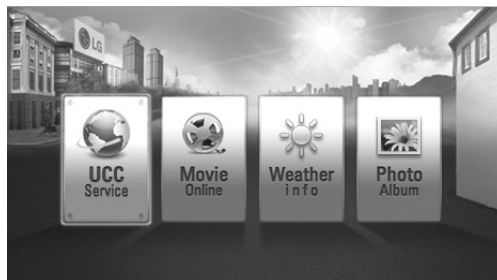 LG
UCC
Service
Movie
Online
Weather
info
Photo
Album